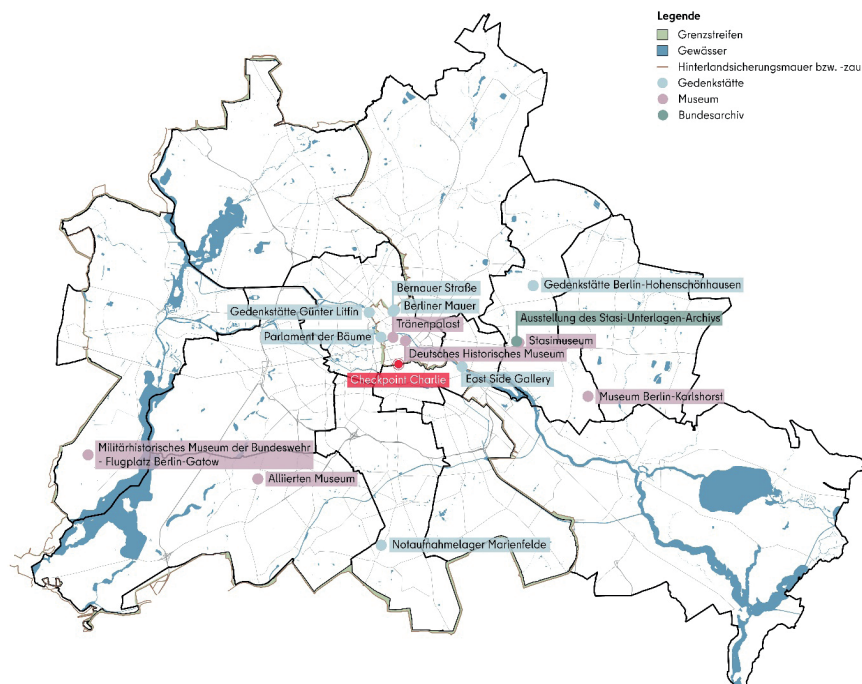 Legende
Grenzstreifen
Gewässer
Hinterlandsicherungsmauer bzw. -zau
Gedenkstätte
Museum
Bundesarchiv
Bernauer Straße
Gedenkstätte Berlin-Hohenschönhausen
Berliner Mauer
Gedenkstätte Günter Litfin
Ausstellung des Stasi-Unterlagen-Archivs
Tränenpalast
Parlament der Bäume
Stasimuseum
Deutsches Historisches Museum
Checkpoint Charlie
East Side Gallery
Museum Berlin-Karlshorst
Militärhistorisches Museum der Bundeswehr
- Flugplatz Berlin-Gatow
Alliierten Museum
Notaufnahmelager Marienfelde